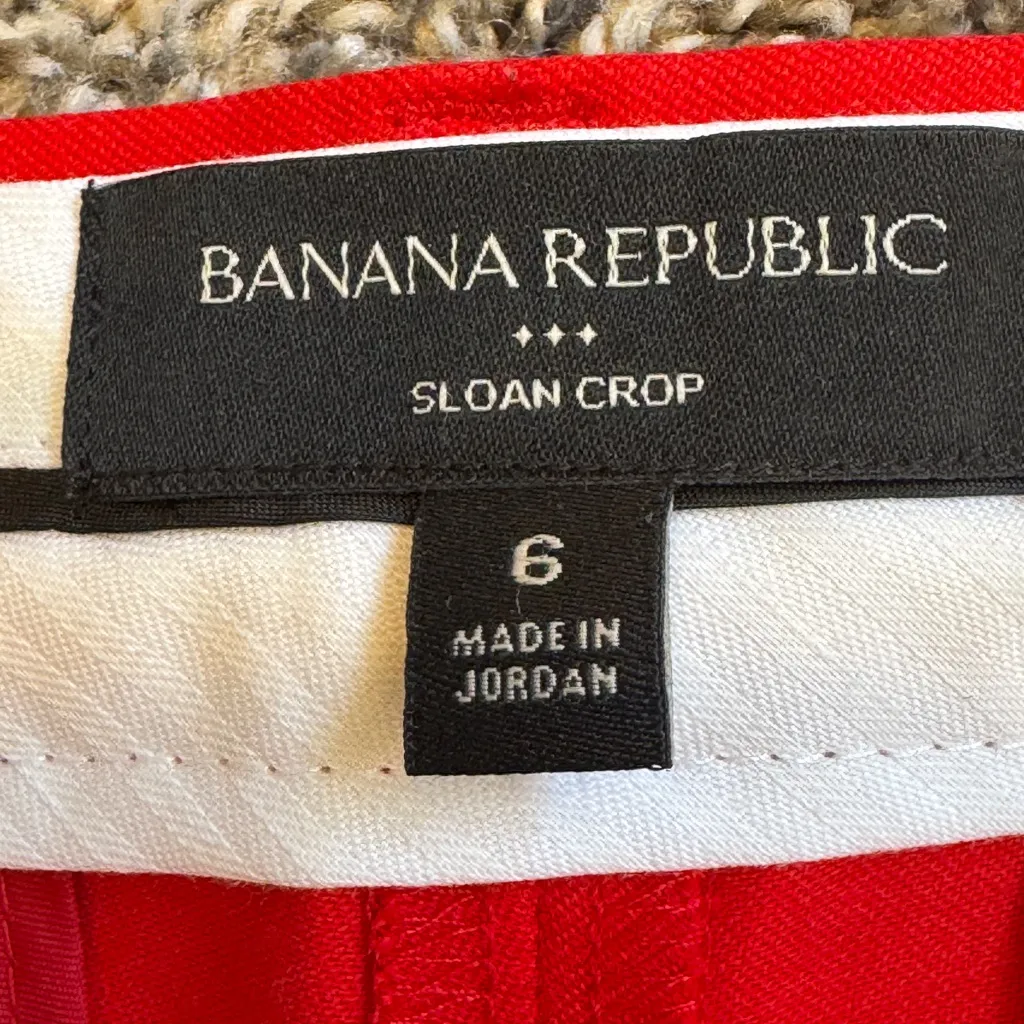 BANANA REPUBLIC
SLOAN CROP
6
MADE IN
JORDAN